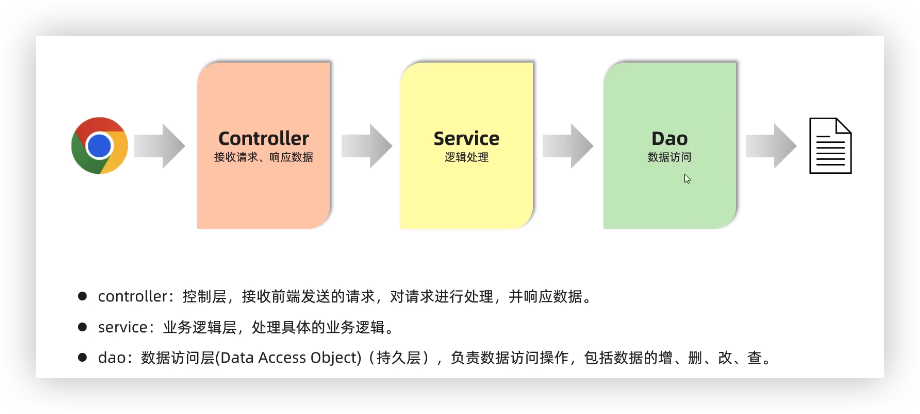 Controller
接收请求、响应数据
Service
逻辑处理
Dao
数据访问
● controller：控制层，接收前端发送的请求，对请求进行处理，并响应数据。
● service：业务逻辑层，处理具体的业务逻辑。
● dao：数据访问层(Data Access Object)（持久层），负责数据访问操作，包括数据的增、删、改、查。